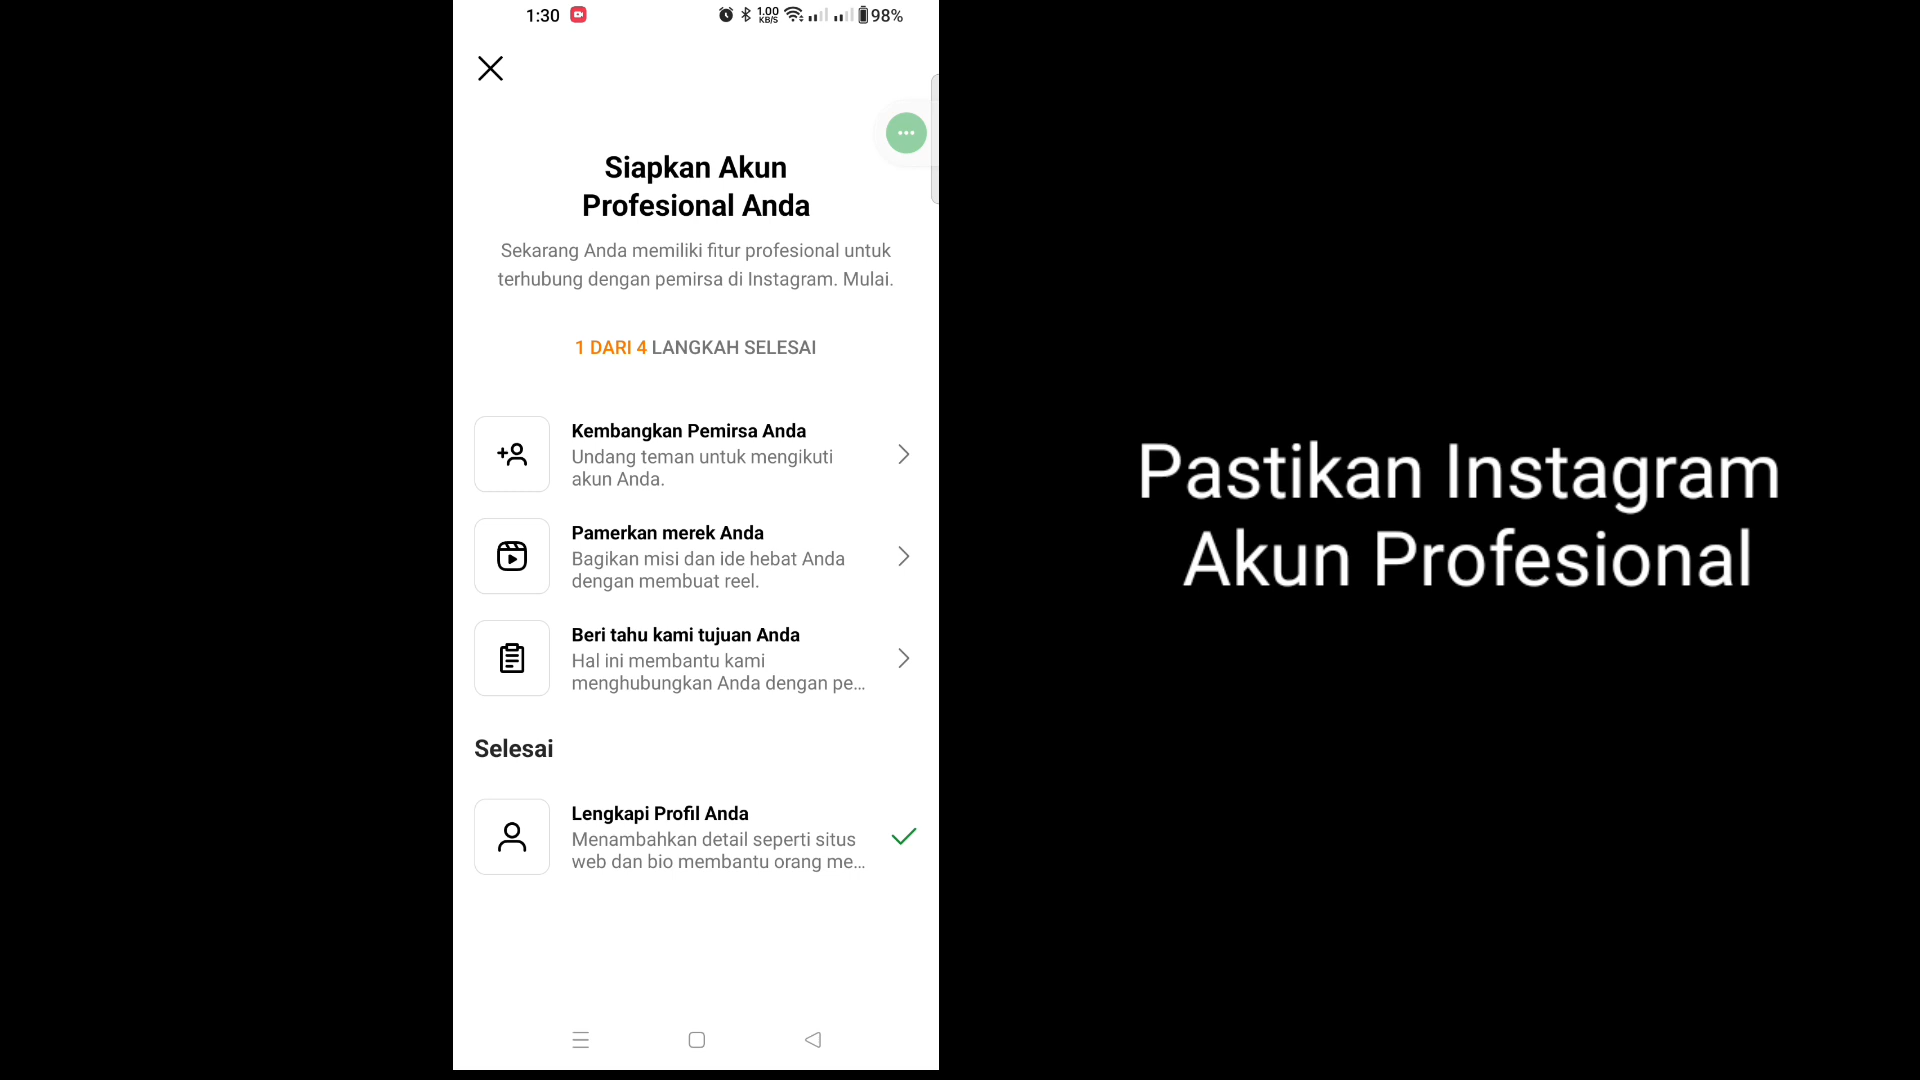 1:30
1.00
KB/S
98%
Siapkan Akun
Profesional Anda
Sekarang Anda memiliki fitur profesional untuk
terhubung dengan pemirsa di Instagram. Mulai.
1 DARI 4 LANGKAH SELESAI
Kembangkan Pemirsa Anda
Undang teman untuk mengikuti
akun Anda.
Pamerkan merek Anda
Bagikan misi dan ide hebat Anda
dengan membuat reel.
Beri tahu kami tujuan Anda
Hal ini membantu kami
menghubungkan Anda dengan pe...
Selesai
Lengkapi Profil Anda
Menambahkan detail seperti situs
web dan bio membantu orang me...
Pastikan Instagram
Akun Profesional